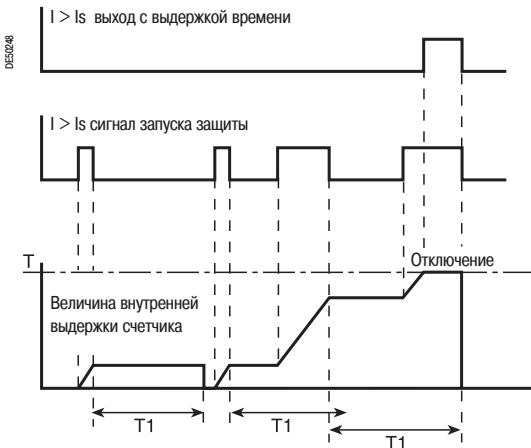 DE50248
I > Is выход с выдержкой времени
I > Is сигнал запуска защиты
T
Отключение
Величина внутренней
выдержки счетчика
T1
T1
T1